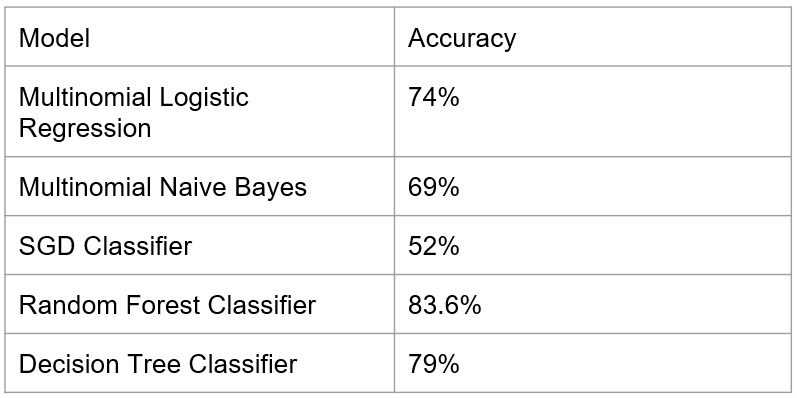 Model Accuracy
Multinomial Logistic 74%
Regression
Multinomial Naive Bayes 69%
SGD Classifier 52%
Random Forest Classifier 83.6%
Decision Tree Classifier 79%